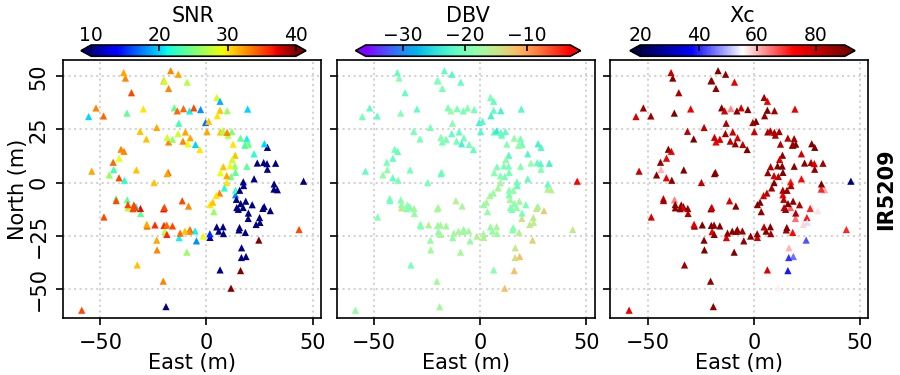 SNR DBV Xc
10 20 30 40 −30 −20 −10 20 40 60 80
50
25
0
−25
−50
North (m)
−50 0 50 −50 0 50 −50 0 50
East (m) East (m) East (m)
IR5209